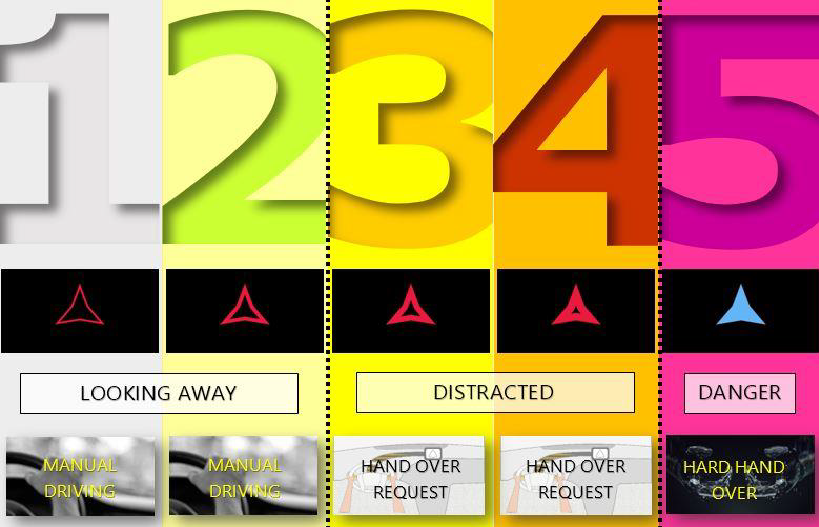 1 2 3 4 5
LOOKING AWAY DISTRACTED DANGER
MANUAL DRIVING
MANUAL DRIVING
HAND OVER REQUEST
HAND OVER REQUEST
HARD HAND OVER